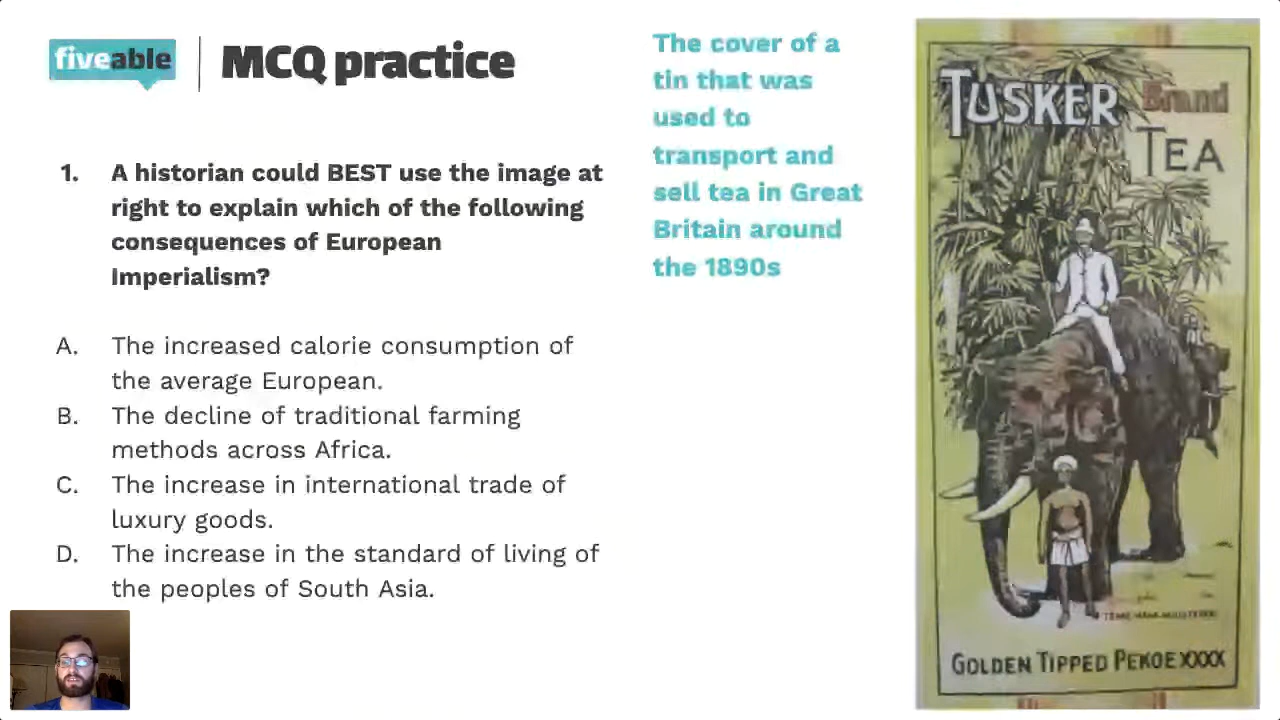 fiveable
MCQ practice
1. A historian could BEST use the image at
right to explain which of the following
consequences of European
Imperialism?
A. The increased calorie consumption of
the average European.
B. The decline of traditional farming
methods across Africa.
C. The increase in international trade of
luxury goods.
D. The increase in the standard of living of
the peoples of South Asia.
The cover of a
tin that was
used to
transport and
sell tea in Great
Britain around
the 1890s
TUSKER Brand
TEA
GOLDEN TIPPED PEKOE XXXX